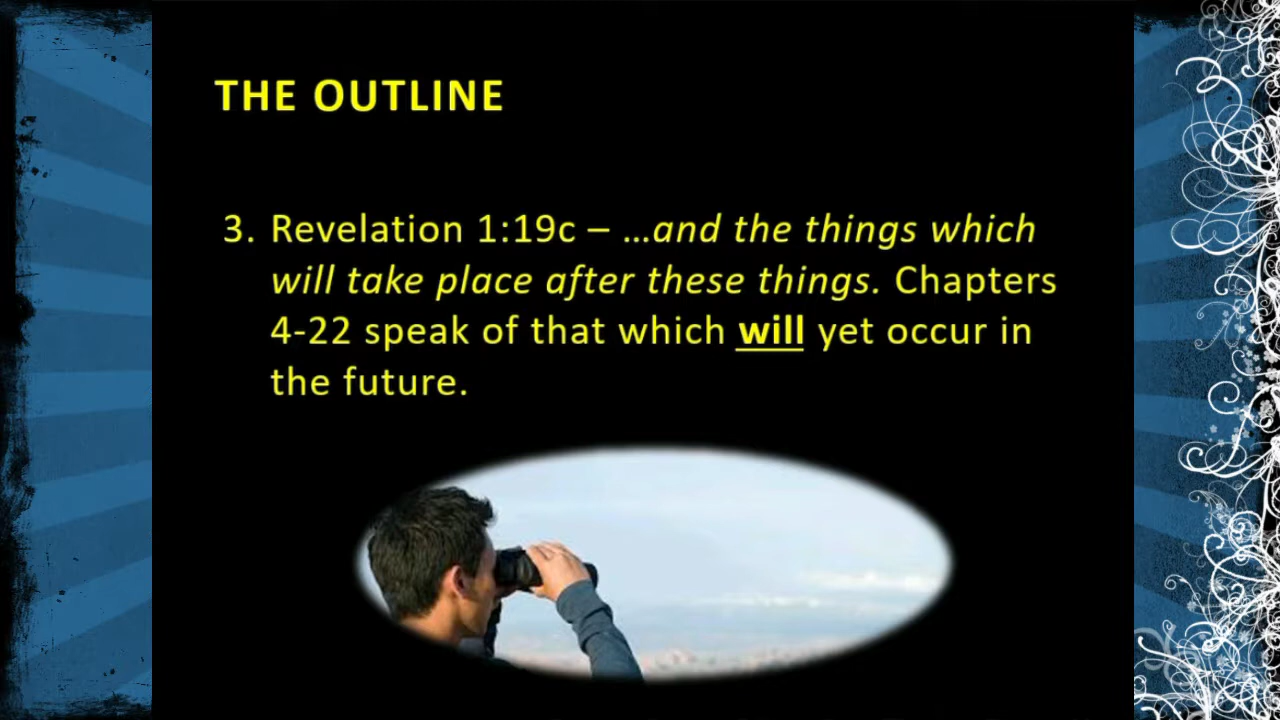 THE OUTLINE
3. Revelation 1:19c – …and the things which
will take place after these things. Chapters
4-22 speak of that which will yet occur in
the future.